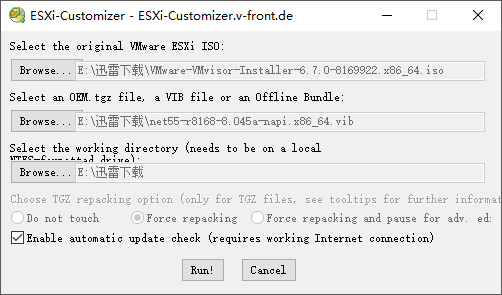 ESXi-Customizer - ESXi-Customizer.v-front.de
Select the original VMware ESXi ISO:
Browse... E:\迅雷下载\VMware-VMvisor-Installer-6.7.0-8169922.x86_64.iso
Select an OEM.tgz file, a VIB file or an Offline Bundle:
Browse... E:\迅雷下载\net55-r8168-8.045a-napi.x86_64.vib
Select the working directory (needs to be on a local
NTFS-formatted drive):
Browse... E:\迅雷下载
Choose TGZ repacking option (only for TGZ files, see tooltips for further informat
Do not touch Force repacking Force repacking and pause for adv. ed:
Enable automatic update check (requires working Internet connection)
Run! Cancel